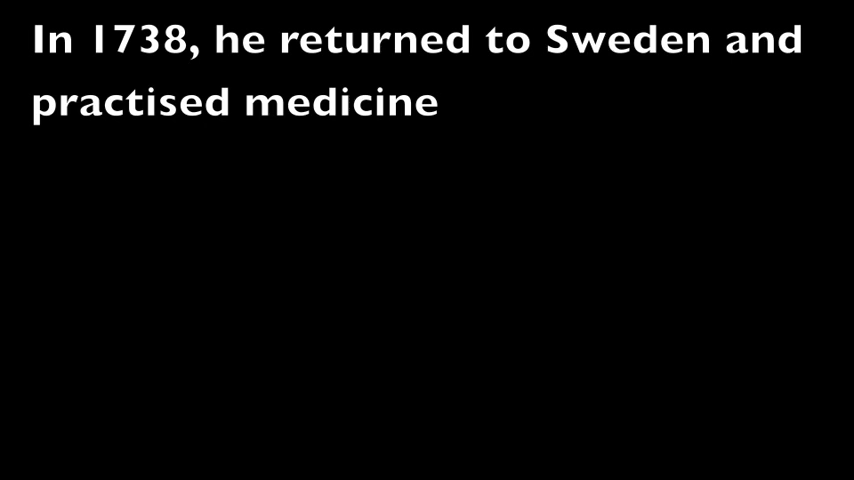 In 1738, he returned to Sweden and
practised medicine